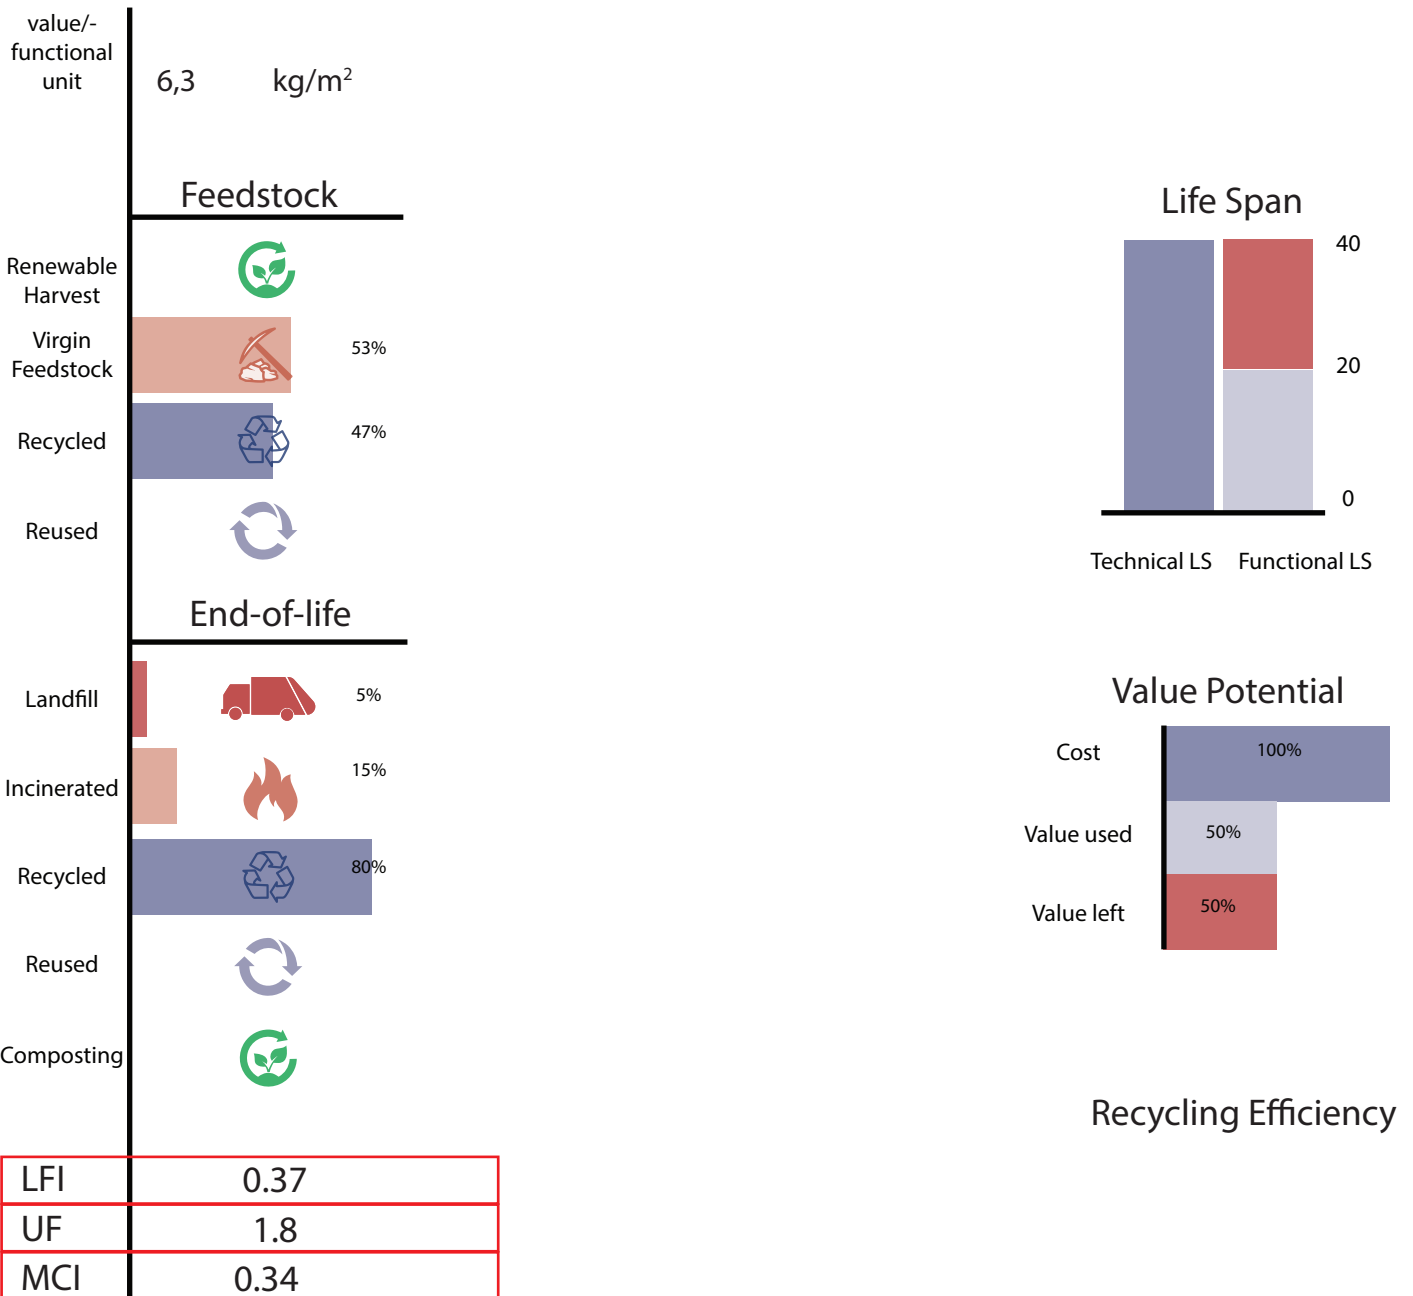 value/-
functional
unit
6,3 kg/m²
Feedstock
Renewable
Harvest
Virgin
Feedstock
53%
Recycled
47%
Reused
End-of-life
Landfill
5%
Incinerated
15%
Recycled
80%
Reused
Composting
LFI 0.37
UF 1.8
MCI 0.34
Life Span
40
20
0
Technical LS Functional LS
Value Potential
Cost 100%
Value used 50%
Value left 50%
Recycling Efficiency